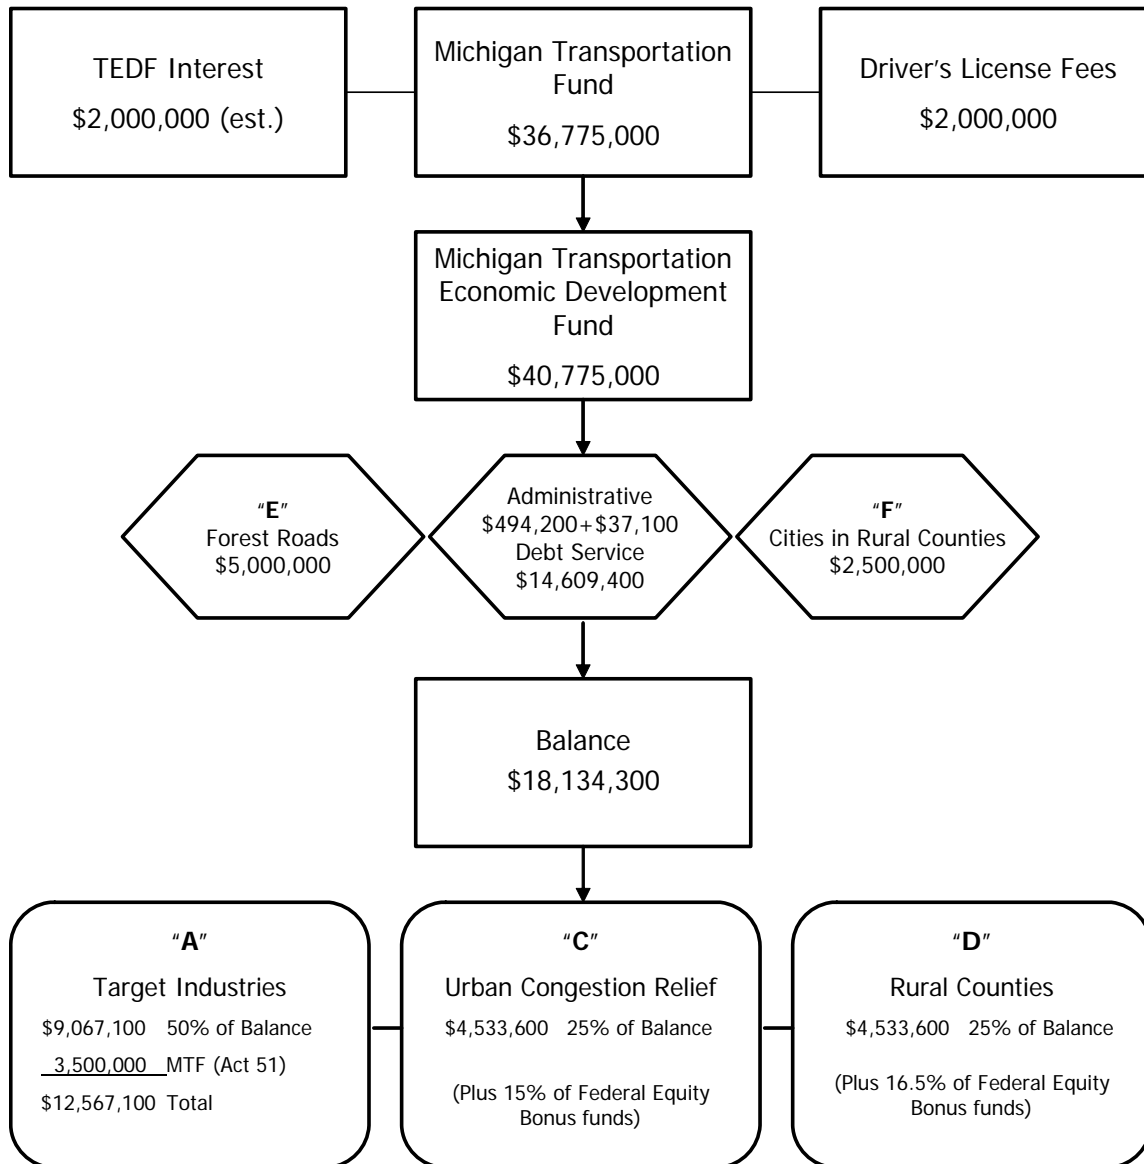 TEDF Interest
$2,000,000 (est.)
Michigan Transportation
Fund
$36,775,000
Driver’s License Fees
$2,000,000
Michigan Transportation
Economic Development
Fund
$40,775,000
“E”
Forest Roads
$5,000,000
Administrative
$494,200+$37,100
Debt Service
$14,609,400
“F”
Cities in Rural Counties
$2,500,000
Balance
$18,134,300
“A”
Target Industries
$9,067,100 50% of Balance
3,500,000 MTF (Act 51)
$12,567,100 Total
“C”
Urban Congestion Relief
$4,533,600 25% of Balance
(Plus 15% of Federal Equity
Bonus funds)
“D”
Rural Counties
$4,533,600 25% of Balance
(Plus 16.5% of Federal Equity
Bonus funds)